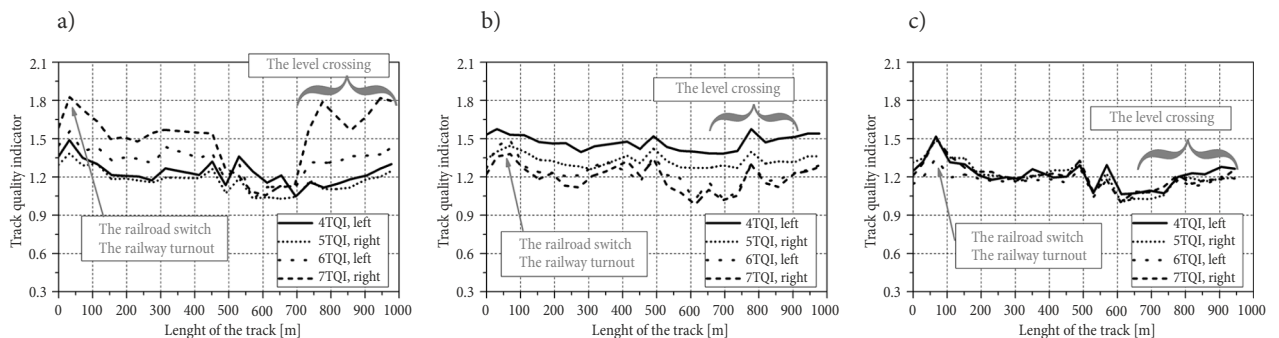 a)
Track quality indicator
2.1
1.8
1.5
1.2
0.9
0.6
0.3
The level crossing
The railroad switch
The railway turnout
4TQI, left
5TQI, right
6TQI, left
7TQI, right
0 100 200 300 400 500 600 700 800 900 1000
Lenght of the track [m]
b)
Track quality indicator
2.1
1.8
1.5
1.2
0.9
0.6
0.3
The level crossing
The railroad switch
The railway turnout
4TQI, left
5TQI, right
6TQI, left
7TQI, right
0 100 200 300 400 500 600 700 800 900 1000
Lenght of the track [m]
c)
Track quality indicator
2.1
1.8
1.5
1.2
0.9
0.6
0.3
The level crossing
The railroad switch
The railway turnout
4TQI, left
5TQI, right
6TQI, left
7TQI, right
0 100 200 300 400 500 600 700 800 900 1000
Lenght of the track [m]